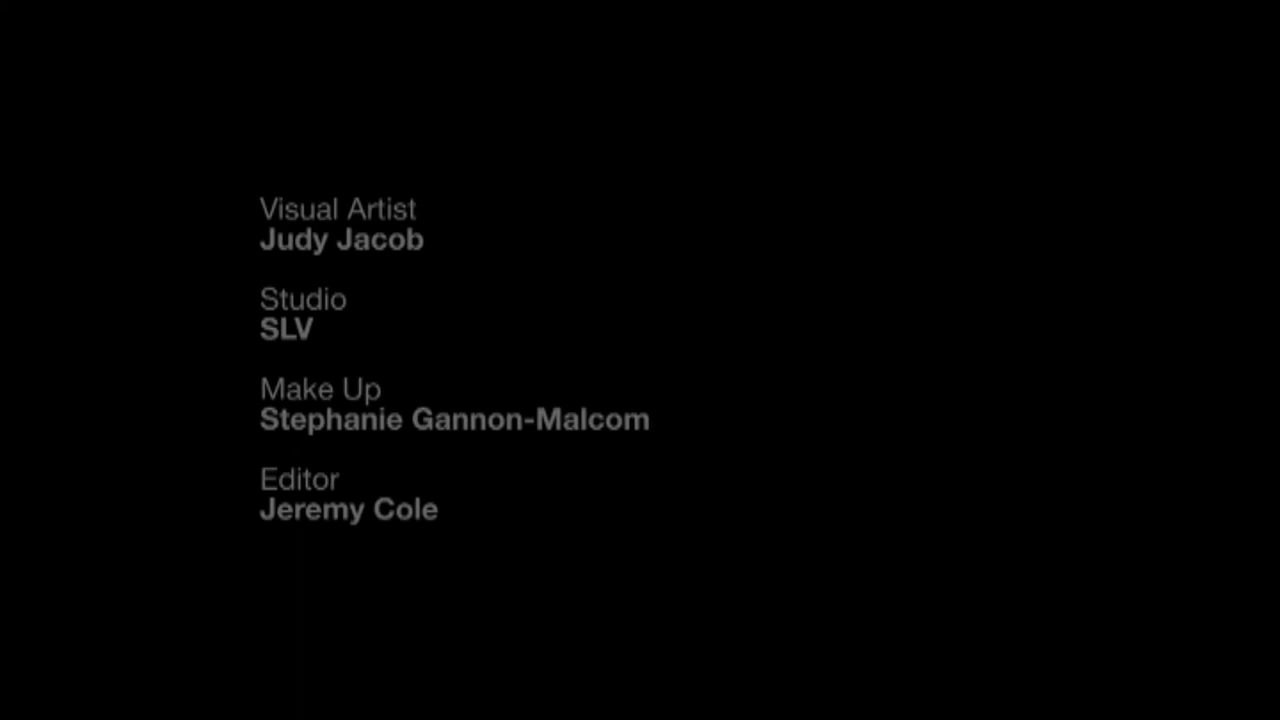 Visual Artist
Judy Jacob
Studio
SLV
Make Up
Stephanie Gannon-Malcom
Editor
Jeremy Cole